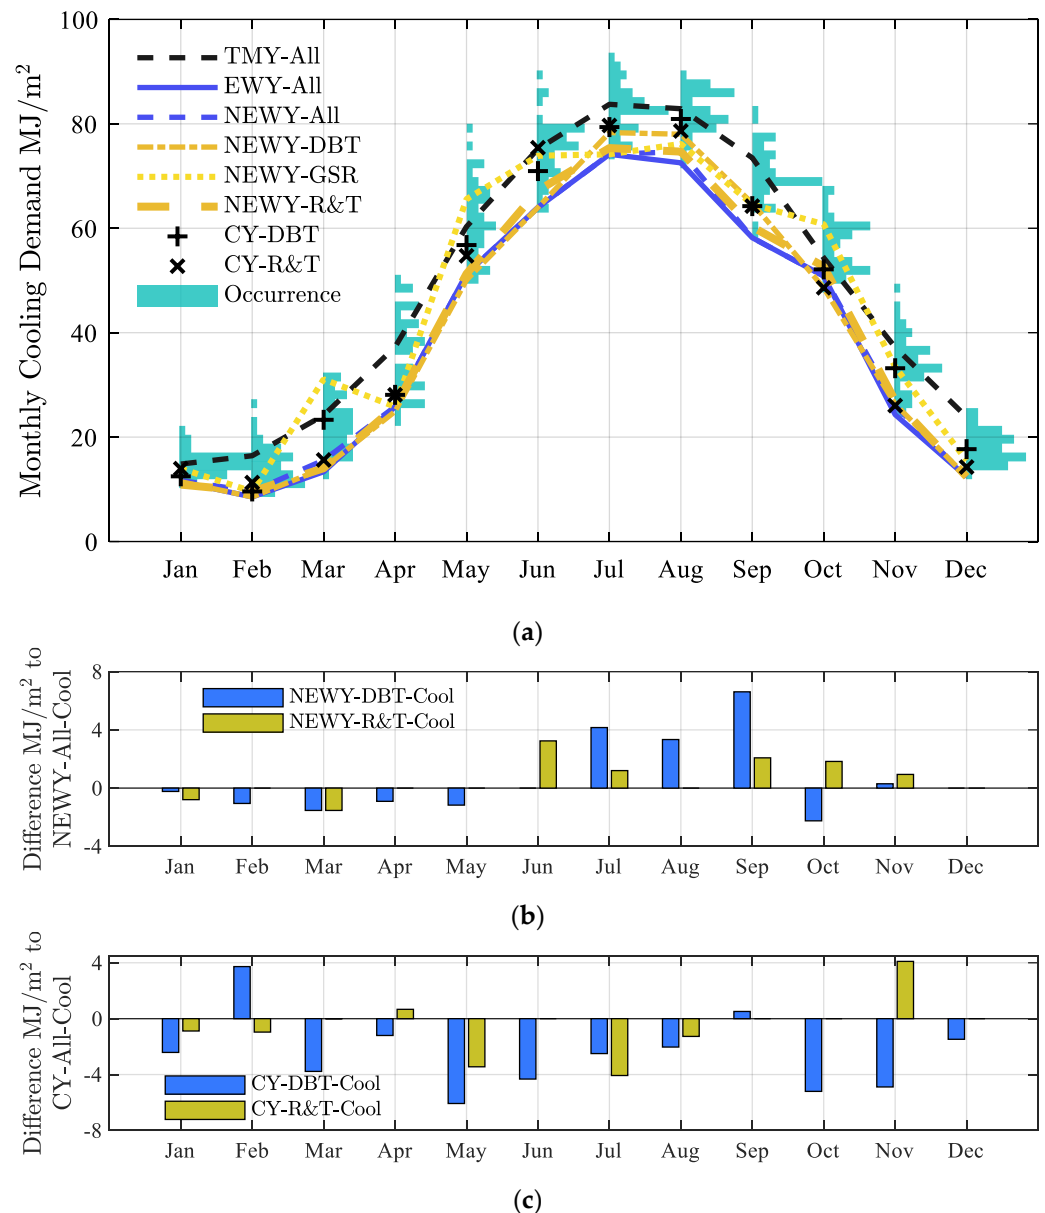 Monthly Cooling Demand MJ/m²
100
80
60
40
20
0
TMY-All
EWY-All
NEWY-All
NEWY-DBT
NEWY-GSR
NEWY-R&T
CY-DBT
CY-R&T
Occurrence
Jan Feb Mar Apr May Jun Jul Aug Sep Oct Nov Dec
(a)
Difference MJ/m² to
NEWY-All-Cool
8
4
0
-4
NEWY-DBT-Cool
NEWY-R&T-Cool
Jan Feb Mar Apr May Jun Jul Aug Sep Oct Nov Dec
(b)
Difference MJ/m² to
CY-All-Cool
4
0
-4
-8
CY-DBT-Cool
CY-R&T-Cool
Jan Feb Mar Apr May Jun Jul Aug Sep Oct Nov Dec
(c)